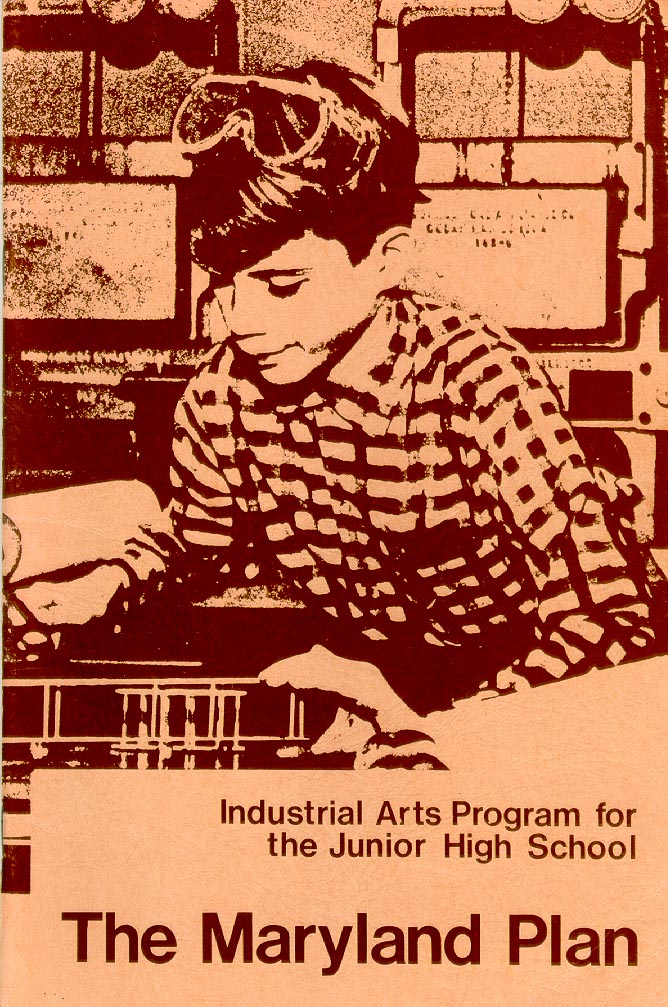 Industrial Arts Program for
the Junior High School
The Maryland Plan